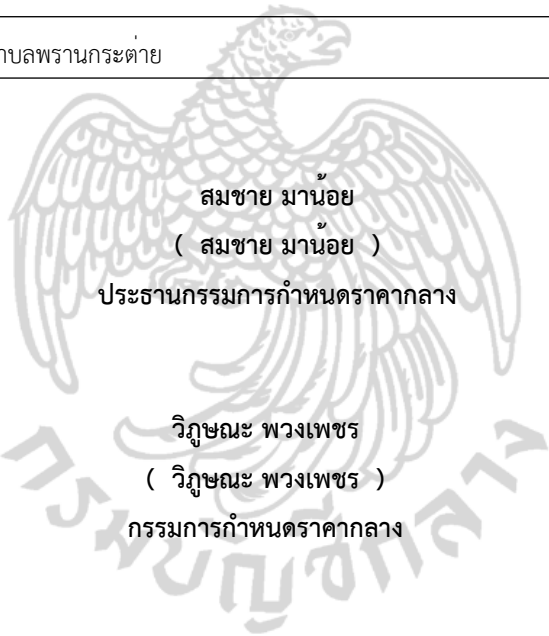 าบลพรานกระต่าย
สมชาย มาน้อย
( สมชาย มาน้อย )
ประธานกรรมการกำหนดราคากลาง
วิภูษณะ พวงเพชร
( วิภูษณะ พวงเพชร )
กรรมการกำหนดราคากลาง
กรมบัญชีกลาง